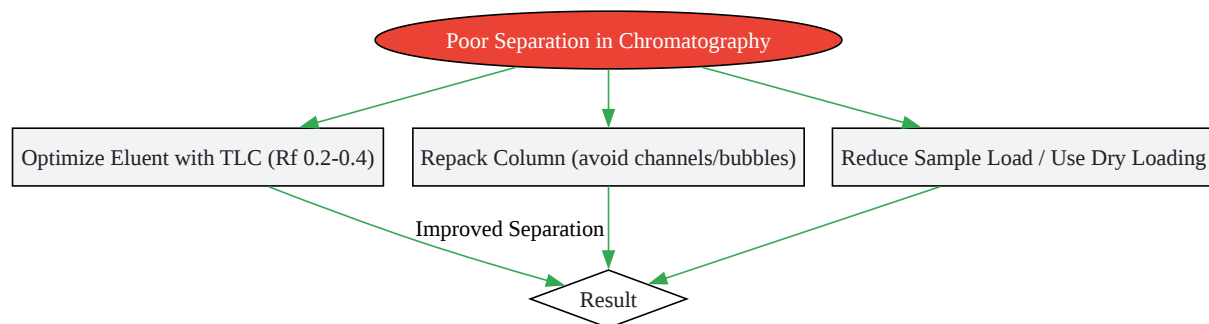 Poor Separation in Chromatography
Optimize Eluent with TLC (Rf 0.2-0.4)
Repack Column (avoid channels/bubbles)
Reduce Sample Load / Use Dry Loading
Improved Separation
Result